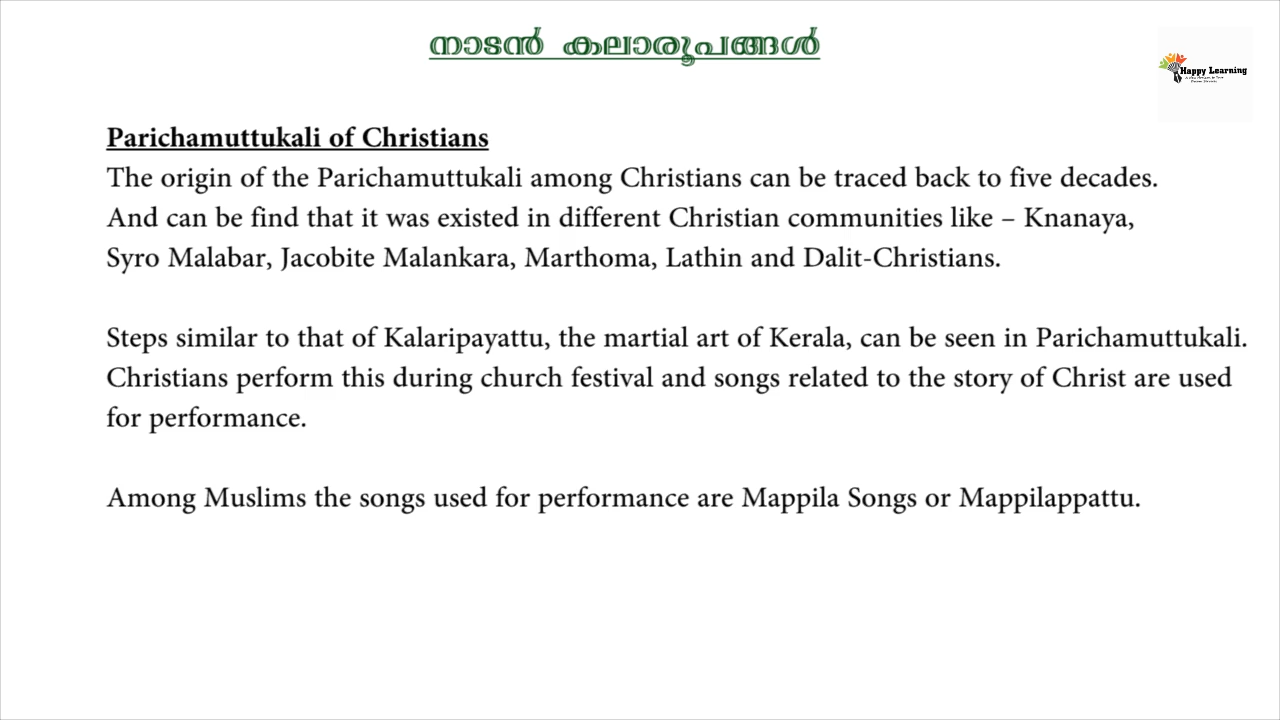 നാടൻ കലാരൂപങ്ങൾ
Happy Learning
Parichamuttukali of Christians
The origin of the Parichamuttukali among Christians can be traced back to five decades.
And can be find that it was existed in different Christian communities like – Knanaya,
Syro Malabar, Jacobite Malankara, Marthoma, Lathin and Dalit-Christians.
Steps similar to that of Kalaripayattu, the martial art of Kerala, can be seen in Parichamuttukali.
Christians perform this during church festival and songs related to the story of Christ are used
for performance.
Among Muslims the songs used for performance are Mappila Songs or Mappilappattu.